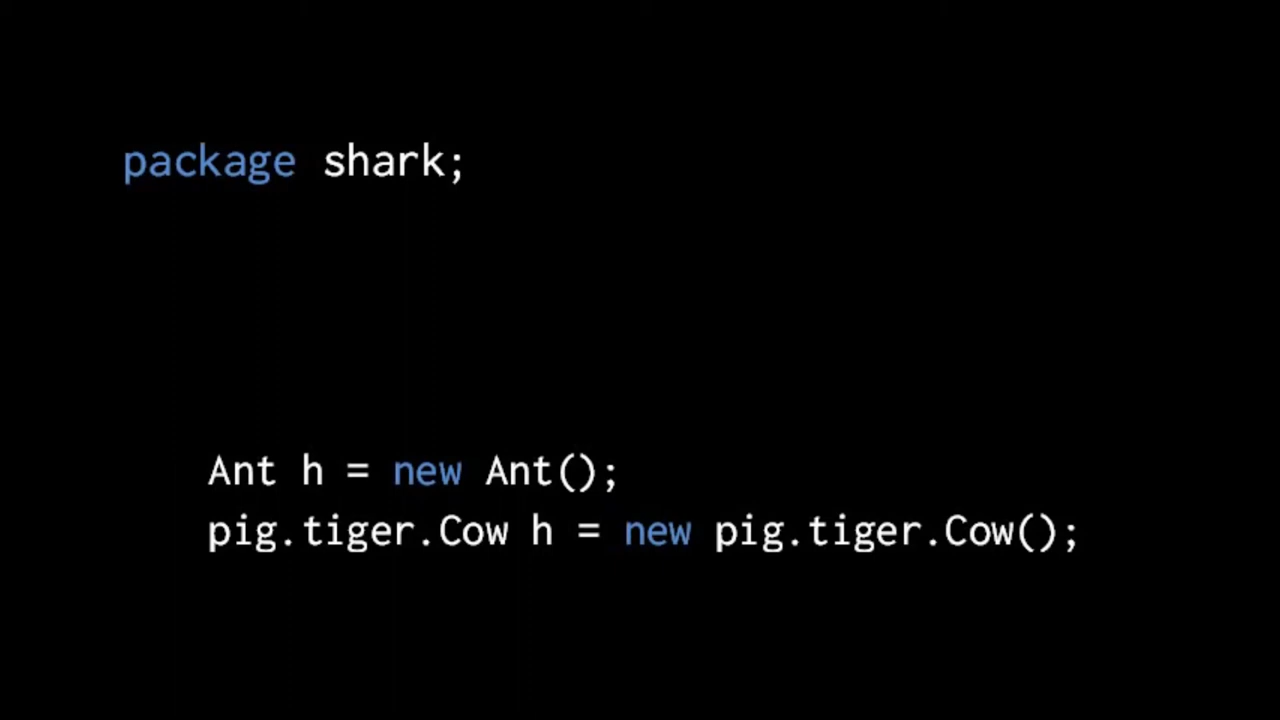 package shark;
Ant h = new Ant();
pig.tiger.Cow h = new pig.tiger.Cow();